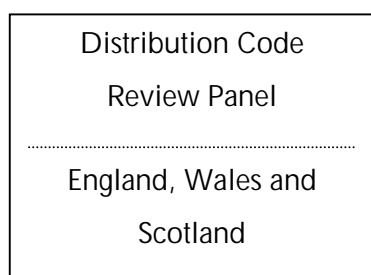 Distribution Code
Review Panel
England, Wales and
Scotland